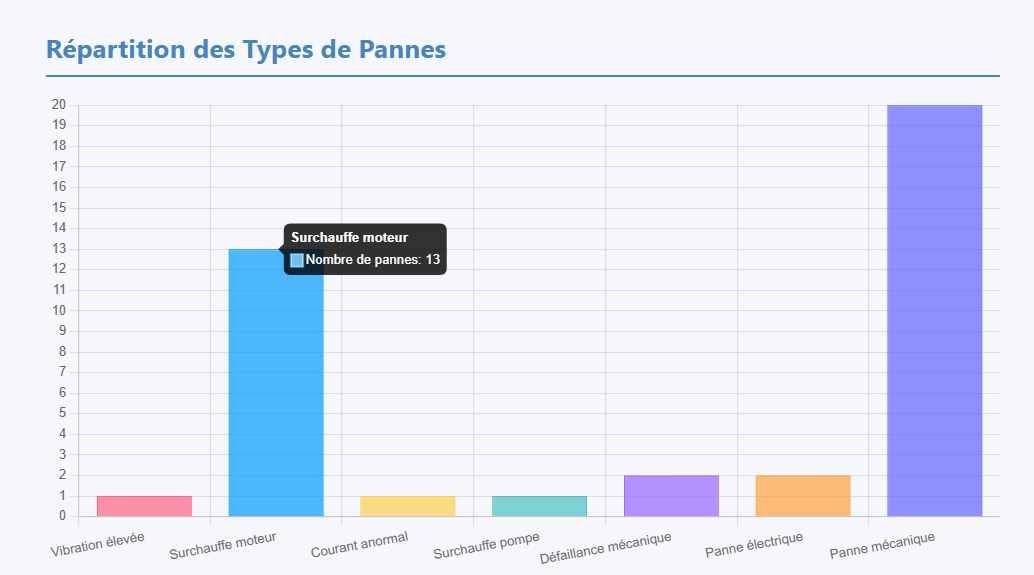 Répartition des Types de Pannes
20
19
18
17
16
15
14
13
12
11
10
9
8
7
6
5
4
3
2
1
0
Surchauffe moteur
Nombre de pannes: 13
Vibration élevée
Surchauffe moteur
Courant anormal
Surchauffe pompe
Défaillance mécanique
Panne électrique
Panne mécanique